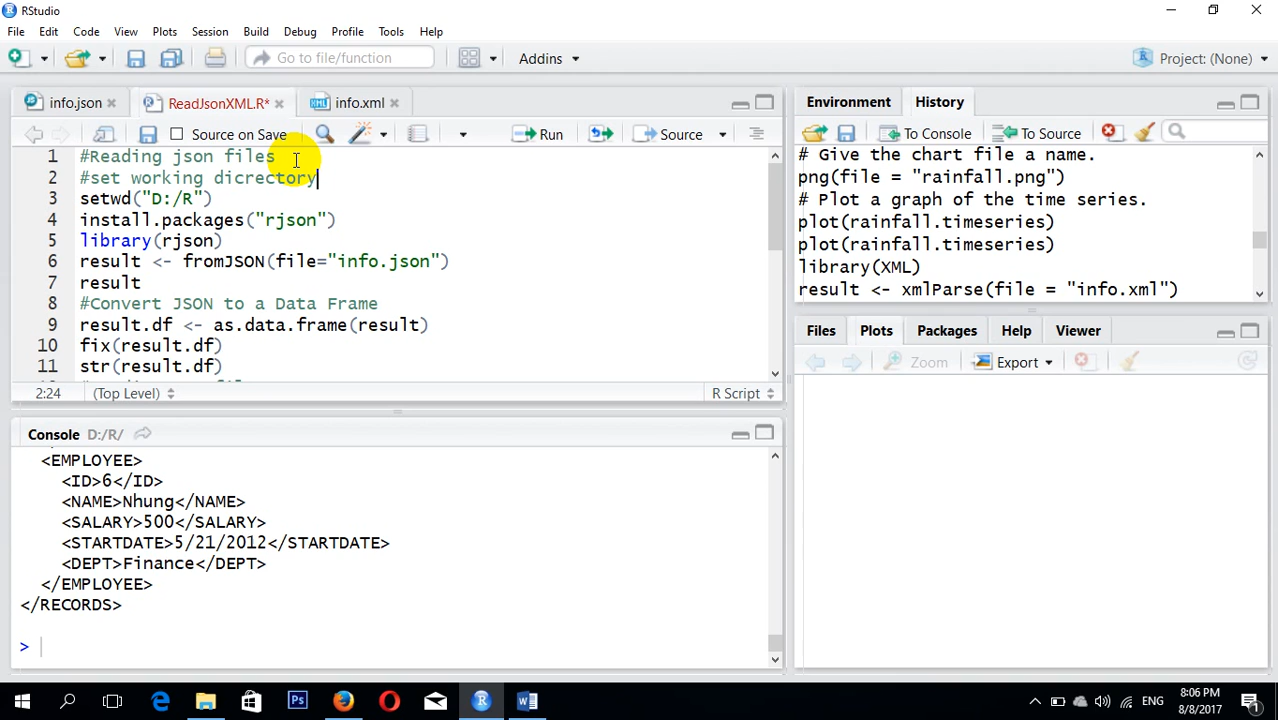 RStudio
File Edit Code View Plots Session Build Debug Profile Tools Help
Go to file/function Addins Project: (None)
info.json ReadJsonXML.R* info.xml
Source on Save Run Source
1 #Reading json files
2 #set working dicrectory
3 setwd("D:/R")
4 install.packages("rjson")
5 library(rjson)
6 result <- fromJSON(file="info.json")
7 result
8 #Convert JSON to a Data Frame
9 result.df <- as.data.frame(result)
10 fix(result.df)
11 str(result.df)
2:24 (Top Level) R Script
Console D:/R/
<EMPLOYEE>
<ID>6</ID>
<NAME>Nhung</NAME>
<SALARY>500</SALARY>
<STARTDATE>5/21/2012</STARTDATE>
<DEPT>Finance</DEPT>
</EMPLOYEE>
</RECORDS>
>
Environment History
To Console To Source
# Give the chart file a name.
png(file = "rainfall.png")
# Plot a graph of the time series.
plot(rainfall.timeseries)
plot(rainfall.timeseries)
library(XML)
result <- xmlParse(file = "info.xml")
Files Plots Packages Help Viewer
Zoom Export
ENG
8:06 PM
8/8/2017